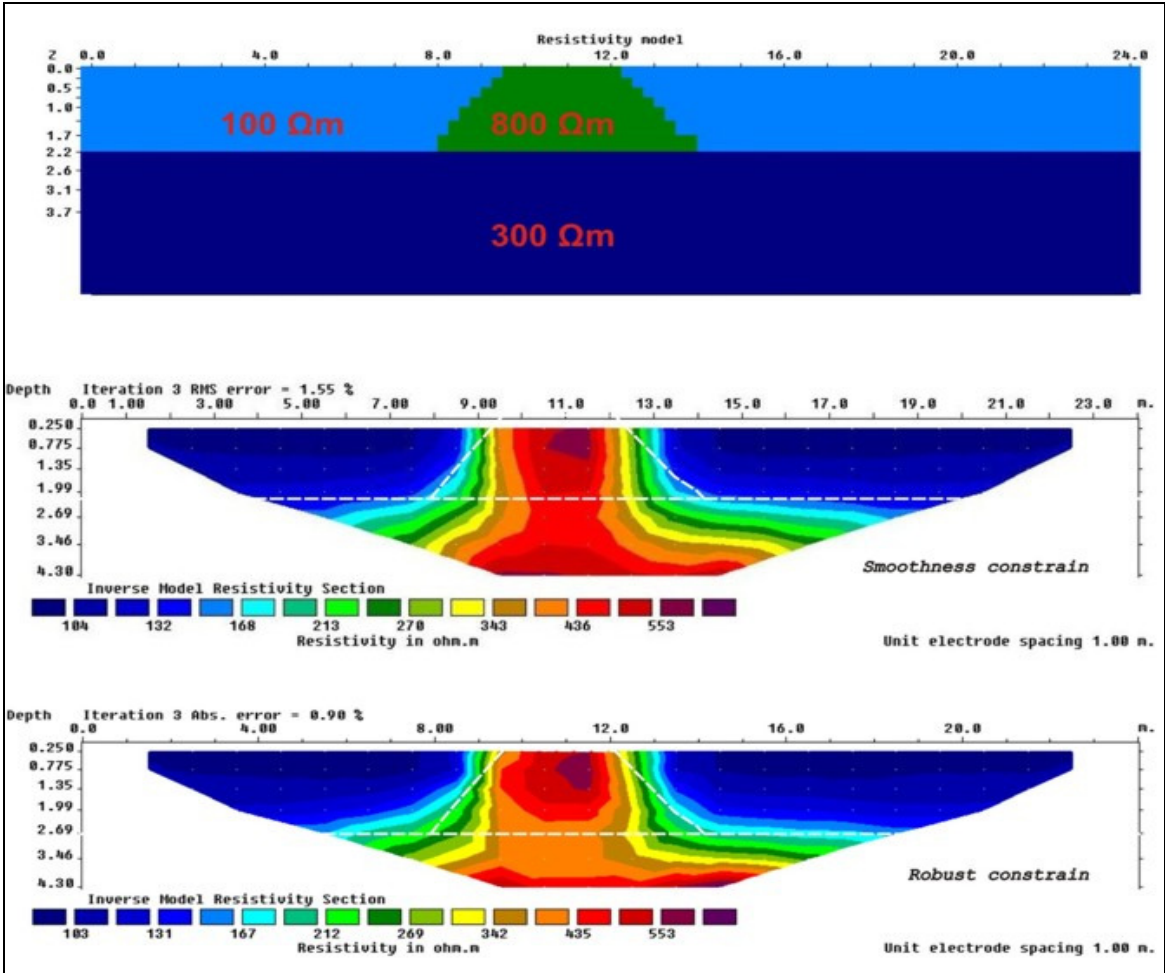 Resistivity model
Z 0.0 4.0 8.0 12.0 16.0 20.0 24.0
0.0
0.5
1.0
1.7
2.2
2.6
3.1
3.7
100 Ωm 800 Ωm
300 Ωm
Depth Iteration 3 RMS error = 1.55 %
0.0 1.00 3.00 5.00 7.00 9.00 11.0 13.0 15.0 17.0 19.0 21.0 23.0 m.
0.250
0.775
1.35
1.99
2.69
3.46
4.30
Smoothness constrain
Inverse Model Resistivity Section
104 132 168 213 270 343 436 553
Resistivity in ohm.m Unit electrode spacing 1.00 m.
Depth Iteration 3 Abs. error = 0.90 %
0.0 4.00 8.00 12.0 16.0 20.0 m.
0.250
0.775
1.35
1.99
2.69
3.46
4.30
Robust constrain
Inverse Model Resistivity Section
103 131 167 212 269 342 435 553
Resistivity in ohm.m Unit electrode spacing 1.00 m.